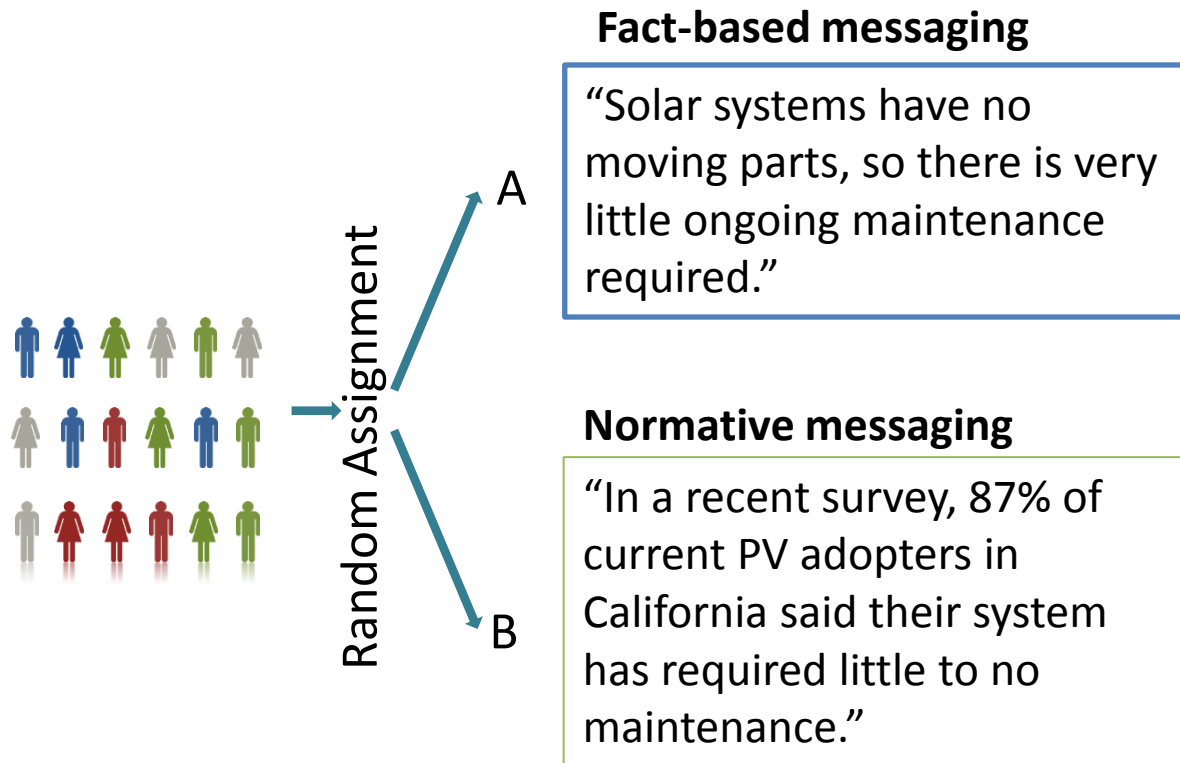 Fact-based messaging
“Solar systems have no
moving parts, so there is very
little ongoing maintenance
required.”
A
Random Assignment
B
Normative messaging
“In a recent survey, 87% of
current PV adopters in
California said their system
has required little to no
maintenance.”